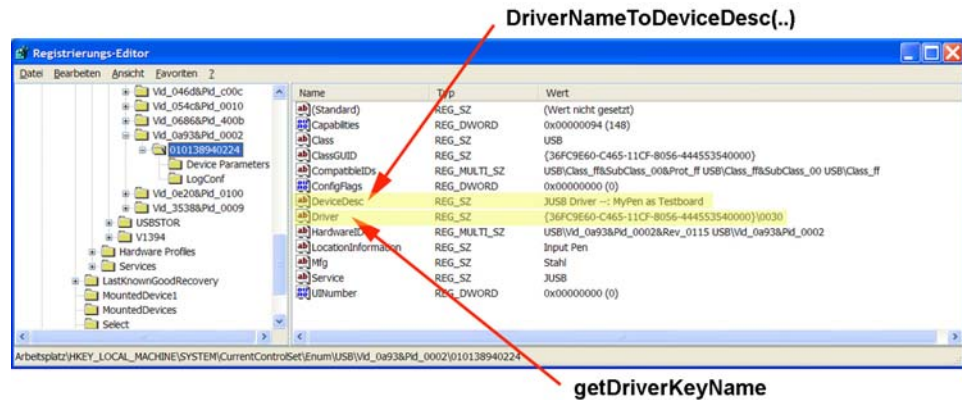 DriverNameToDeviceDesc(..)
Registrierungs-Editor
Datei Bearbeiten Ansicht Favoriten ?
Vid_046d&Pid_c00c
Vid_054c&Pid_0010
Vid_0686&Pid_400b
Vid_0a93&Pid_0002
010138940224
Device Parameters
LogConf
Vid_0e20&Pid_0100
Vid_3538&Pid_0009
USBSTOR
V1394
Hardware Profiles
Services
LastKnownGoodRecovery
MountedDevice1
MountedDevices
Select
Name Typ Wert
(Standard) REG_SZ (Wert nicht gesetzt)
Capabilities REG_DWORD 0x00000094 (148)
Class REG_SZ USB
ClassGUID REG_SZ {36FC9E60-C465-11CF-8056-444553540000}
CompatibleIDs REG_MULTI_SZ USB\Class_ff&SubClass_00&Prot_ff USB\Class_ff&SubClass_00 USB\Class_ff
ConfigFlags REG_DWORD 0x00000000 (0)
DeviceDesc REG_SZ JUSB Driver --: MyPen as Testboard
Driver REG_SZ {36FC9E60-C465-11CF-8056-444553540000}\0030
HardwareID REG_MULTI_SZ USB\Vid_0a93&Pid_0002&Rev_0115 USB\Vid_0a93&Pid_0002
LocationInformation REG_SZ Input Pen
Mfg REG_SZ Stahl
Service REG_SZ JUSB
UINumber REG_DWORD 0x00000000 (0)
Arbeitsplatz\HKEY_LOCAL_MACHINE\SYSTEM\CurrentControlSet\Enum\USB\Vid_0a93&Pid_0002\010138940224
getDriverKeyName